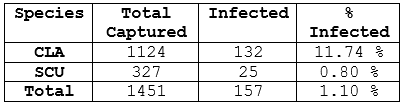 Species Total Captured Infected % Infected
CLA 1124 132 11.74 %
SCU 327 25 0.80 %
Total 1451 157 1.10 %